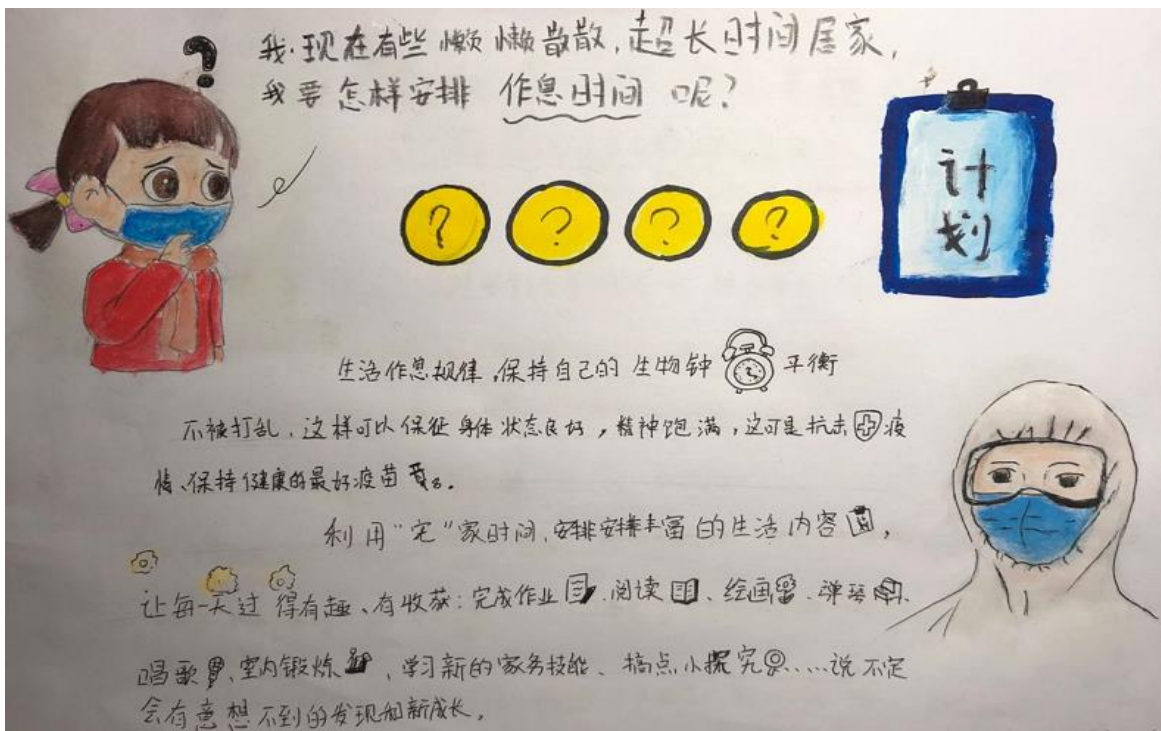 ?
我现在有些懒懒散散,超长时间居家,
我要怎样安排 作息时间 呢?
计
划
? ? ? ?
生活作息规律,保持自己的生物钟 平衡
不被打乱,这样可以保证身体状态良好,精神饱满,这可是抗击疫
情、保持健康的最好疫苗。
利用“宅”家时间,安排安排丰富的生活内容,
让每一天过得有趣、有收获:完成作业、阅读、绘画、弹琴、
唱歌、室内锻炼、学习新的家务技能、搞点小探究……说不定
会有意想不到的发现和新成长。